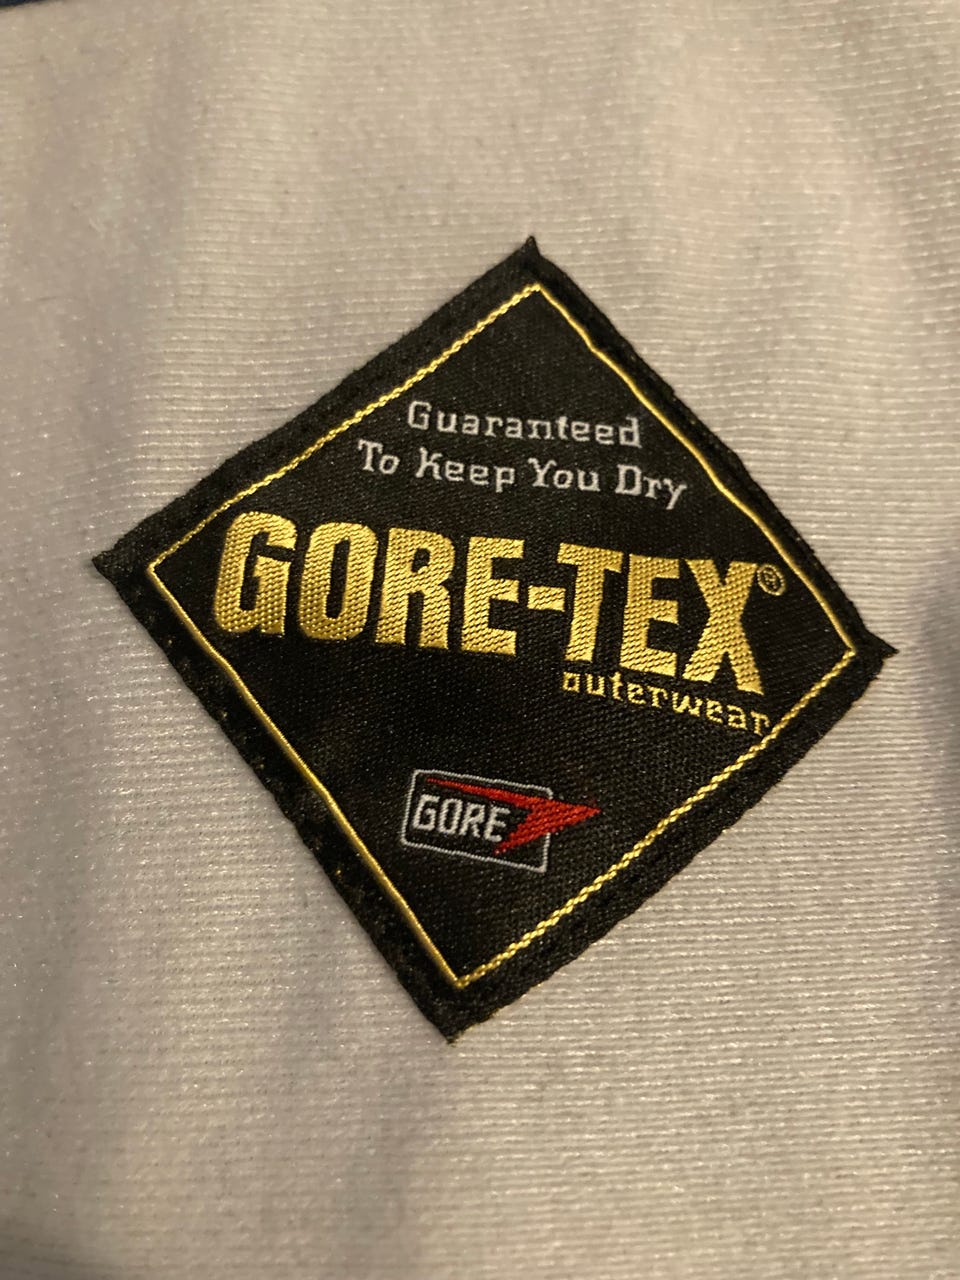 Guaranteed
To Keep You Dry
GORE-TEX®
outerwear
GORE